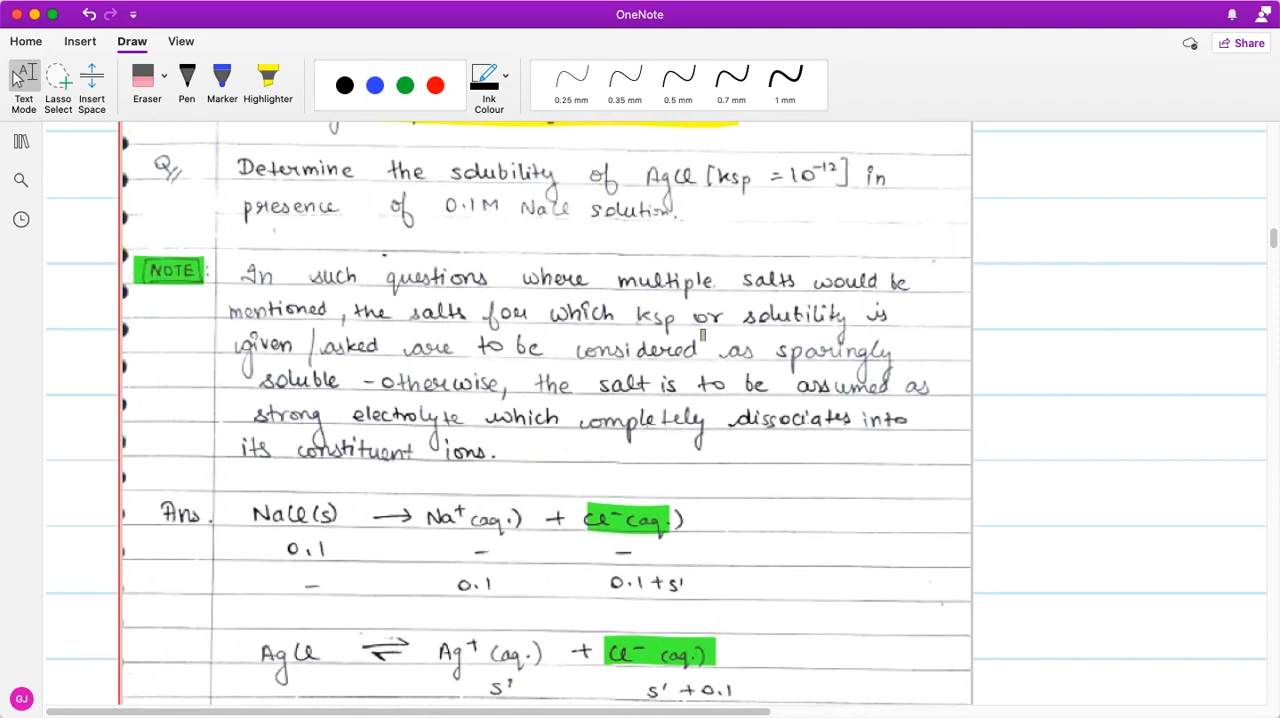 OneNote
Home Insert Draw View
Share
Text Mode
Lasso Select
Insert Space
Eraser
Pen
Marker
Highlighter
Ink Colour
0.25 mm
0.35 mm
0.5 mm
0.7 mm
1 mm
Q// Determine the solubility of AgCl [ksp = 10⁻¹²] in
presence of 0.1M NaCl solution.
NOTE: In such questions where multiple salts would be
mentioned, the salts for which ksp or solutility is
given / asked are to be considered as sparingly
soluble - otherwise, the salt is to be assumed as
strong electrolyte which completely dissociates into
its constituent ions.
Ans. NaCl(s) → Na⁺(aq.) + Cl⁻(aq.)
0.1 - -
- 0.1 0.1+s'
AgCl ⇌ Ag⁺ (aq.) + Cl⁻ (aq.)
s' s' + 0.1
GJ